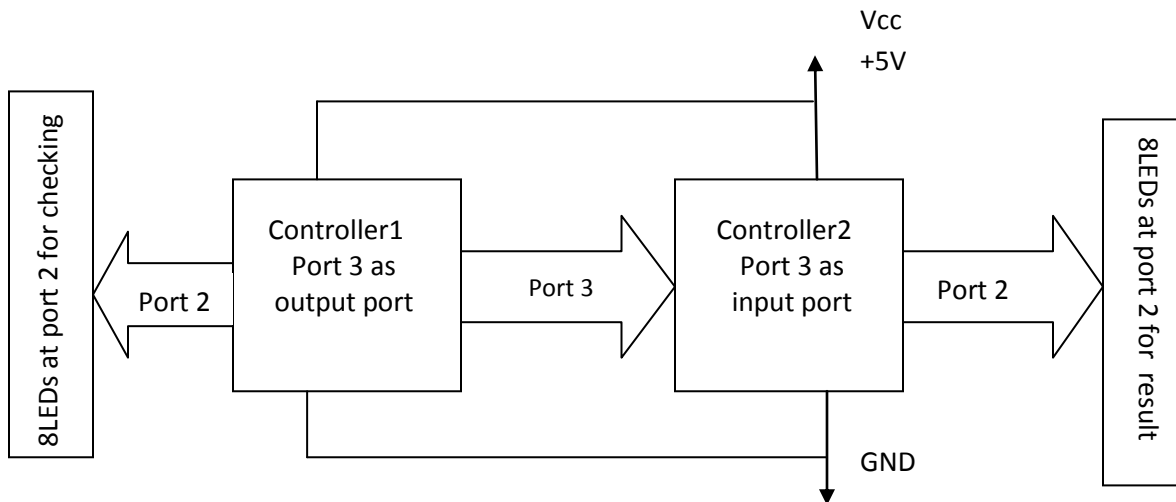 Vcc
+5V
8LEDs at port 2 for checking
Port 2
Controller1
Port 3 as
output port
Port 3
Controller2
Port 3 as
input port
Port 2
8LEDs at port 2 for result
GND